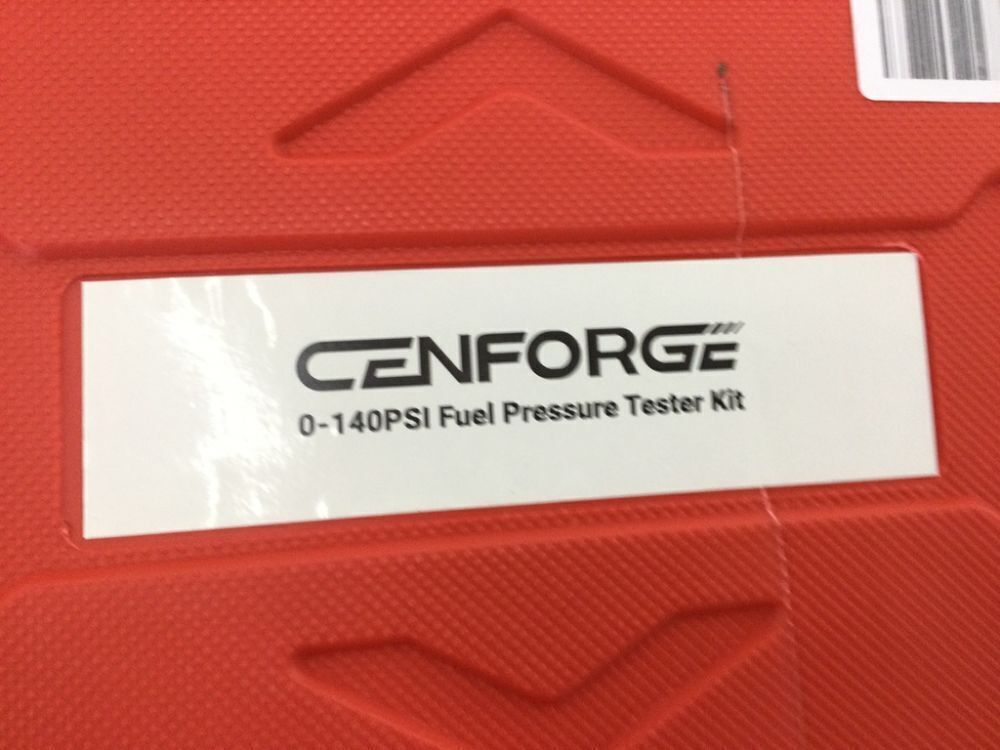 CENFORGE
0-140PSI Fuel Pressure Tester Kit